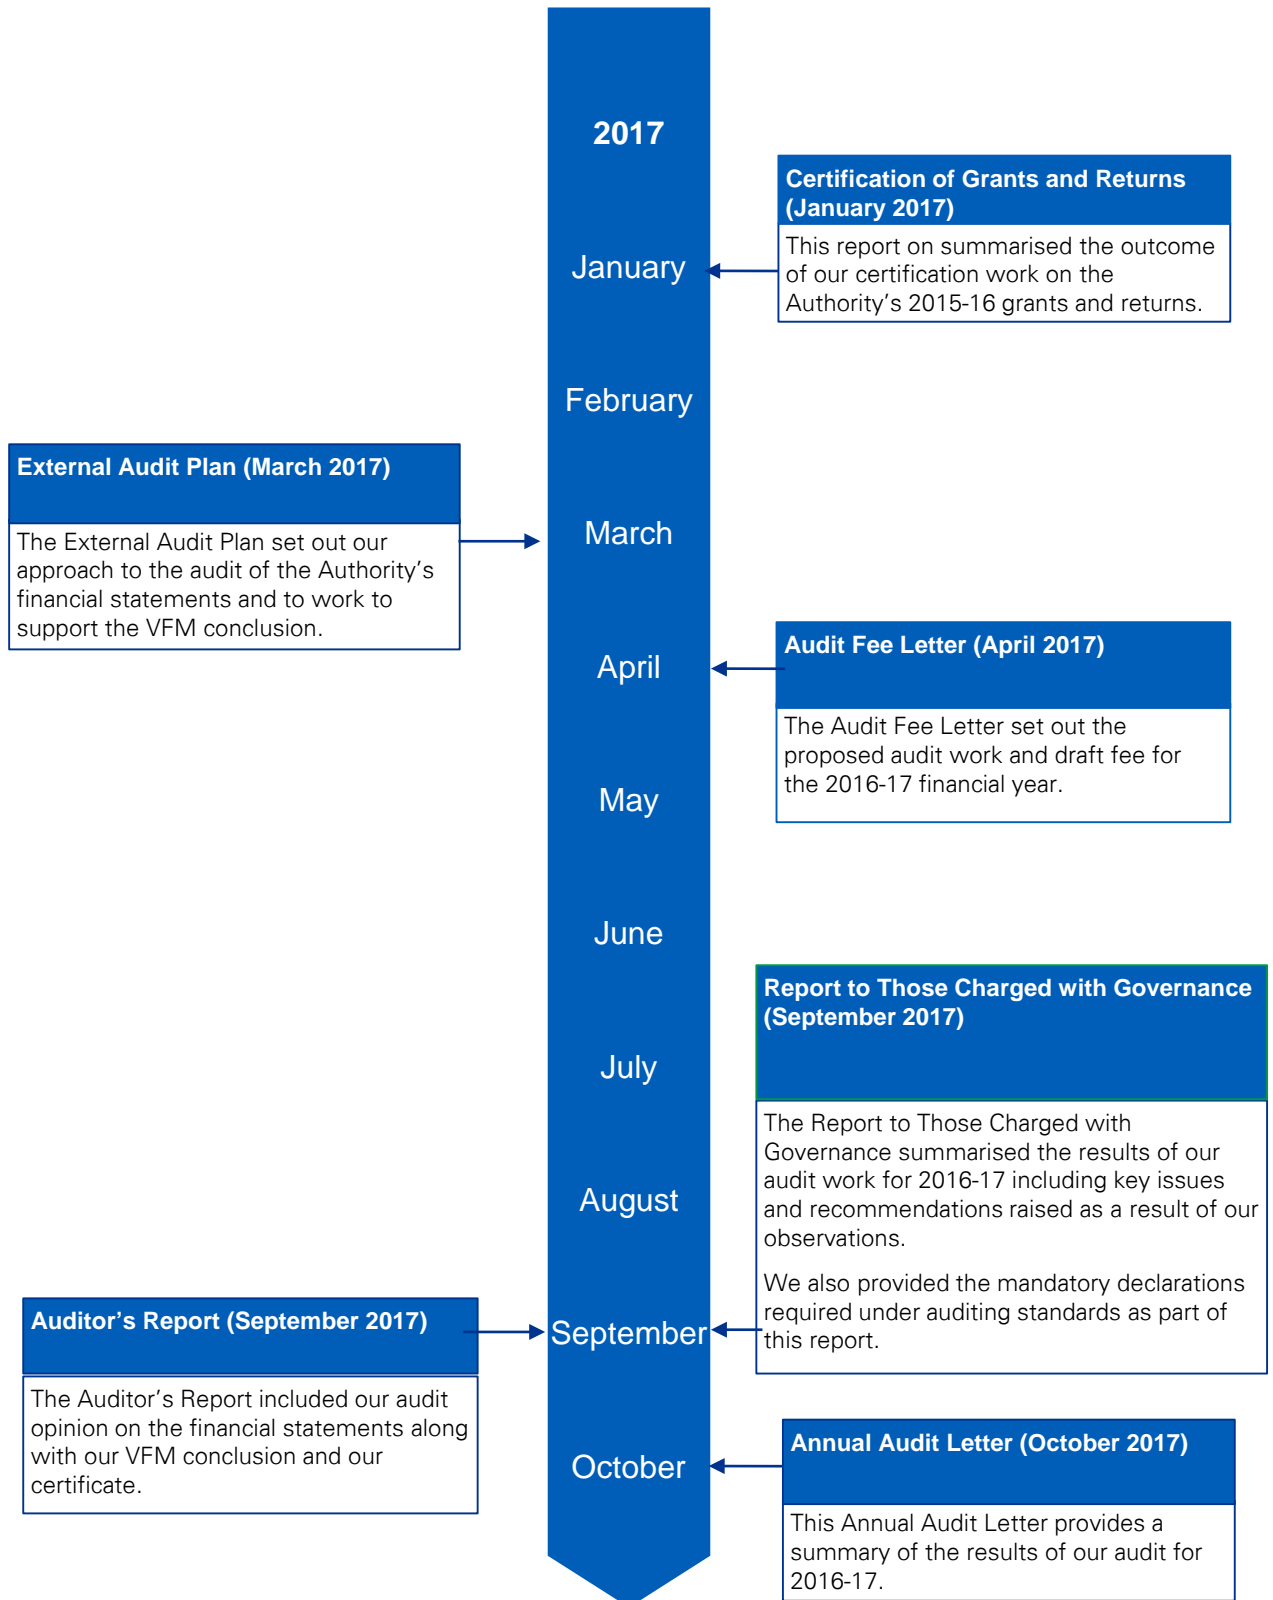 2017
Certification of Grants and Returns
(January 2017)
This report on summarised the outcome
of our certification work on the
Authority’s 2015-16 grants and returns.
January
February
External Audit Plan (March 2017)
The External Audit Plan set out our
approach to the audit of the Authority’s
financial statements and to work to
support the VFM conclusion.
March
Audit Fee Letter (April 2017)
The Audit Fee Letter set out the
proposed audit work and draft fee for
the 2016-17 financial year.
April
May
June
Report to Those Charged with Governance
(September 2017)
The Report to Those Charged with
Governance summarised the results of our
audit work for 2016-17 including key issues
and recommendations raised as a result of our
observations.
We also provided the mandatory declarations
required under auditing standards as part of
this report.
July
August
Auditor’s Report (September 2017)
The Auditor’s Report included our audit
opinion on the financial statements along
with our VFM conclusion and our
certificate.
September
Annual Audit Letter (October 2017)
This Annual Audit Letter provides a
summary of the results of our audit for
2016-17.
October